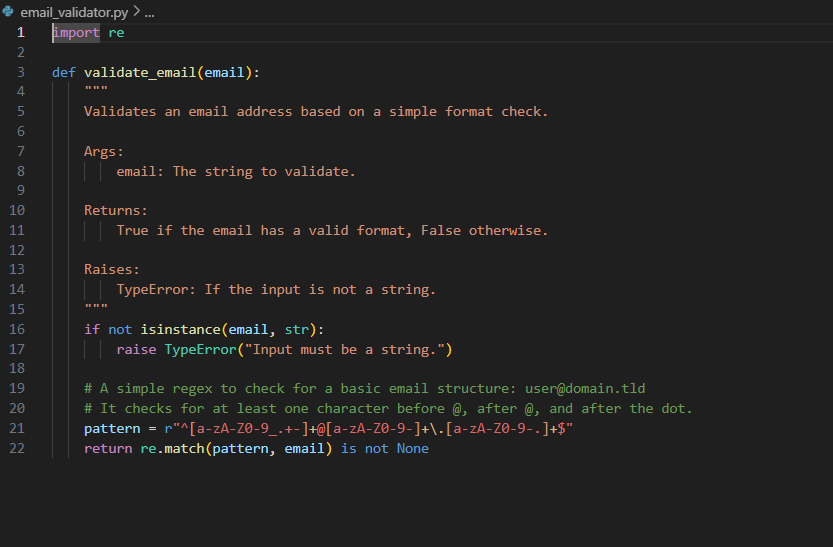 email_validator.py > ...
1 import re
2
3 def validate_email(email):
4 """
5 Validates an email address based on a simple format check.
6
7 Args:
8 email: The string to validate.
9
10 Returns:
11 True if the email has a valid format, False otherwise.
12
13 Raises:
14 TypeError: If the input is not a string.
15 """
16 if not isinstance(email, str):
17 raise TypeError("Input must be a string.")
18
19 # A simple regex to check for a basic email structure: user@domain.tld
20 # It checks for at least one character before @, after @, and after the dot.
21 pattern = r"^[a-zA-Z0-9_.+-]+@[a-zA-Z0-9-]+\.[a-zA-Z0-9-.]+$"
22 return re.match(pattern, email) is not None